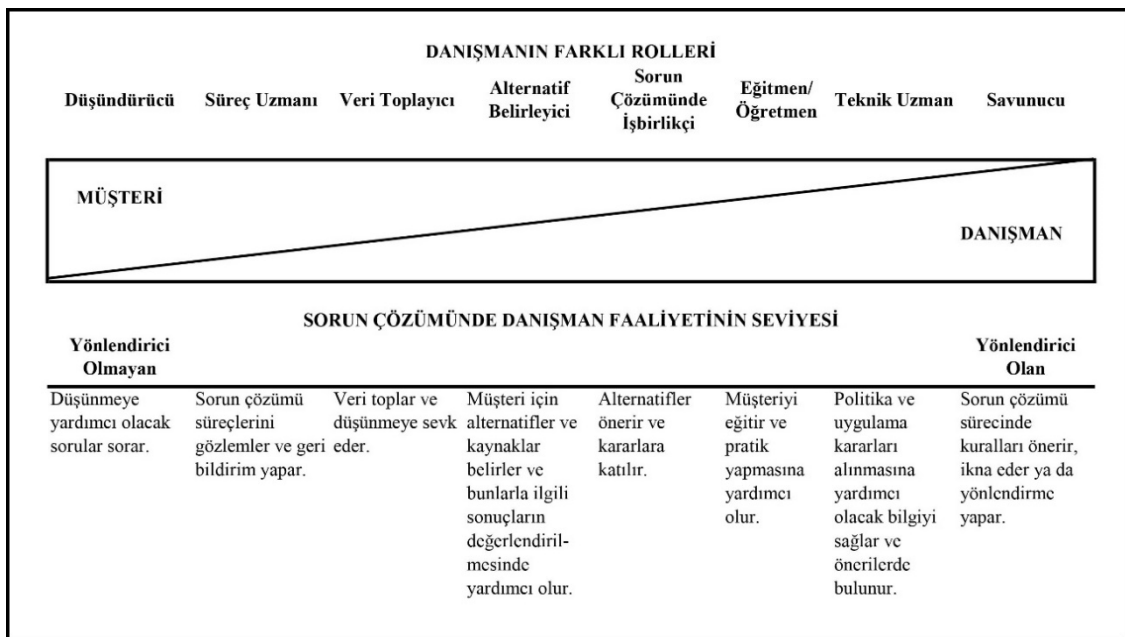 DANIŞMANIN FARKLI ROLLERİ
Düşündürücü
Süreç Uzmanı
Veri Toplayıcı
Alternatif
Belirleyici
Sorun
Çözümünde
İşbirlikçi
Eğitmen/
Öğretmen
Teknik Uzman
Savunucu
MÜŞTERİ
DANIŞMAN
SORUN ÇÖZÜMÜNDE DANIŞMAN FAALİYETİNİN SEVİYESİ
Yönlendirici
Olmayan
Yönlendirici
Olan
Düşünmeye
yardımcı olacak
sorular sorar.
Sorun çözümü
süreçlerini
gözlemler ve geri
bildirim yapar.
Veri toplar ve
düşünmeye sevk
eder.
Müşteri için
alternatifler ve
kaynaklar
belirler ve
bunlarla ilgili
sonuçların
değerlendiril-
mesinde
yardımcı olur.
Alternatifler
önerir ve
kararlara
katılır.
Müşteriyi
eğitir ve
pratik
yapmasına
yardımcı
olur.
Politika ve
uygulama
kararları
alınmasına
yardımcı
olacak bilgiyi
sağlar ve
önerilerde
bulunur.
Sorun çözümü
sürecinde
kuralları önerir,
ikna eder ya da
yönlendirme
yapar.